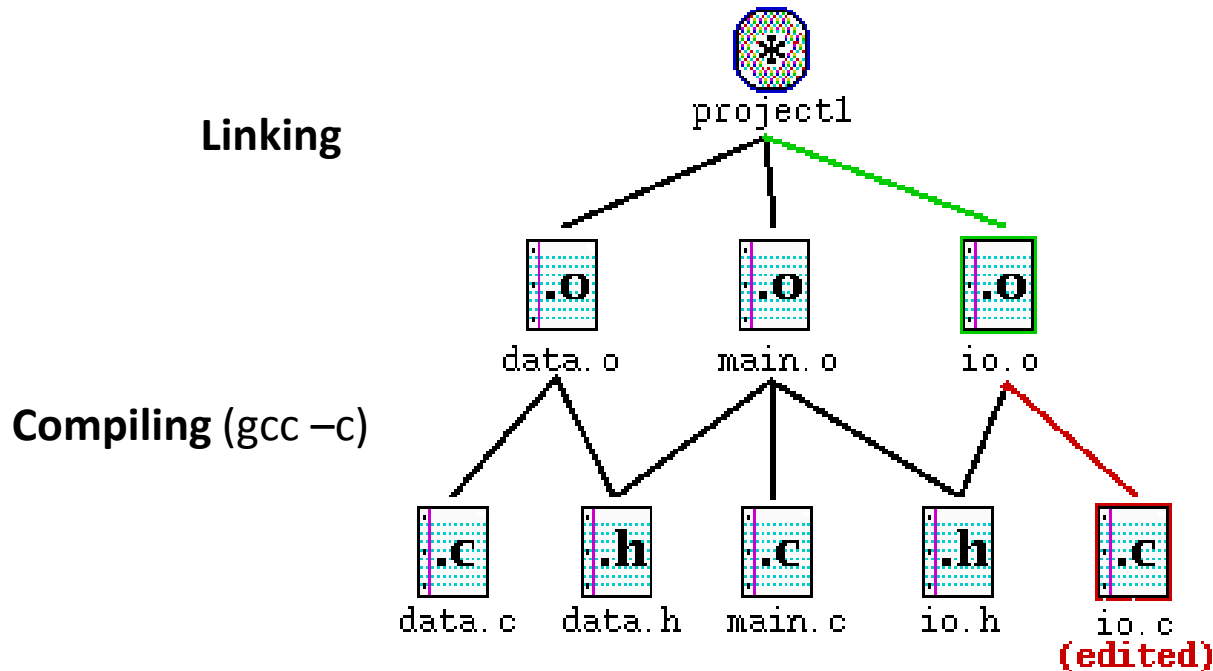 *
project1
Linking
.o .o .o
data.o main.o io.o
Compiling (gcc –c)
.c .h .c .h .c
data.c data.h main.c io.h io.c
(edited)